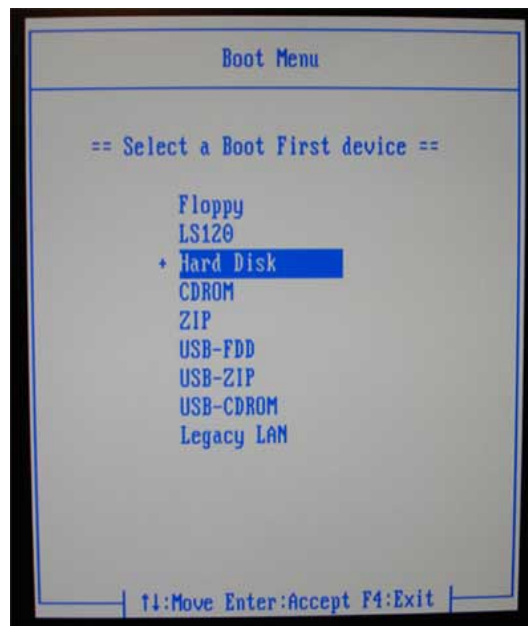 Boot Menu
== Select a Boot First device ==
Floppy
LS120
+ Hard Disk
CDROM
ZIP
USB-FDD
USB-ZIP
USB-CDROM
Legacy LAN
↑↓:Move Enter:Accept F4:Exit